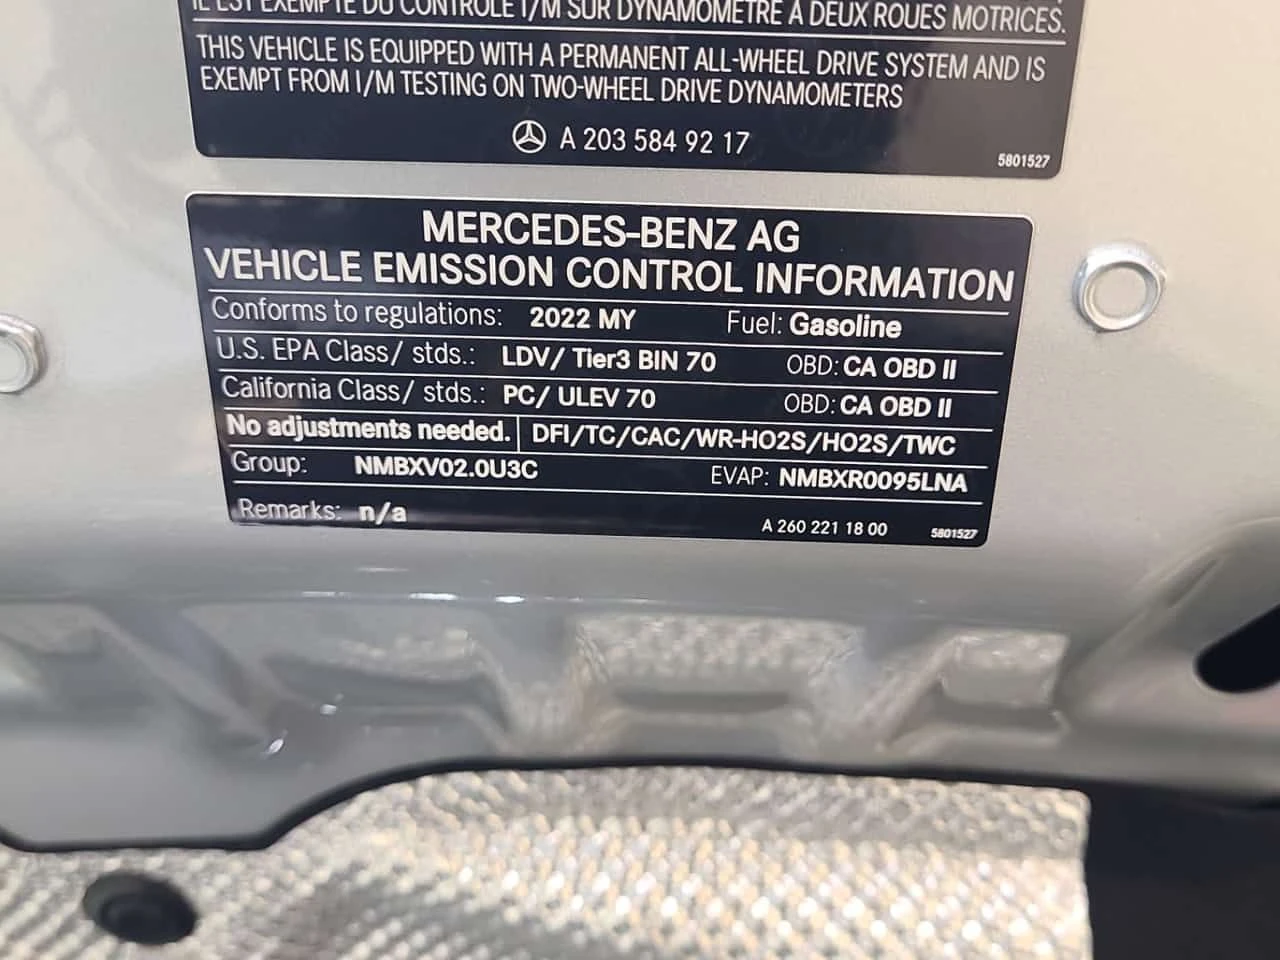 IL EST EXEMPTÉ DU CONTRÔLE I/M SUR DYNAMOMÈTRE À DEUX ROUES MOTRICES.
THIS VEHICLE IS EQUIPPED WITH A PERMANENT ALL-WHEEL DRIVE SYSTEM AND IS
EXEMPT FROM I/M TESTING ON TWO-WHEEL DRIVE DYNAMOMETERS
A 203 584 92 17
5801527
MERCEDES-BENZ AG
VEHICLE EMISSION CONTROL INFORMATION
Conforms to regulations: 2022 MY Fuel: Gasoline
U.S. EPA Class/ stds.: LDV/ Tier3 BIN 70 OBD: CA OBD II
California Class/ stds.: PC/ ULEV 70 OBD: CA OBD II
No adjustments needed. DFI/TC/CAC/WR-HO2S/HO2S/TWC
Group: NMBXV02.0U3C EVAP: NMBXR0095LNA
Remarks: n/a
A 260 221 18 00 5801527